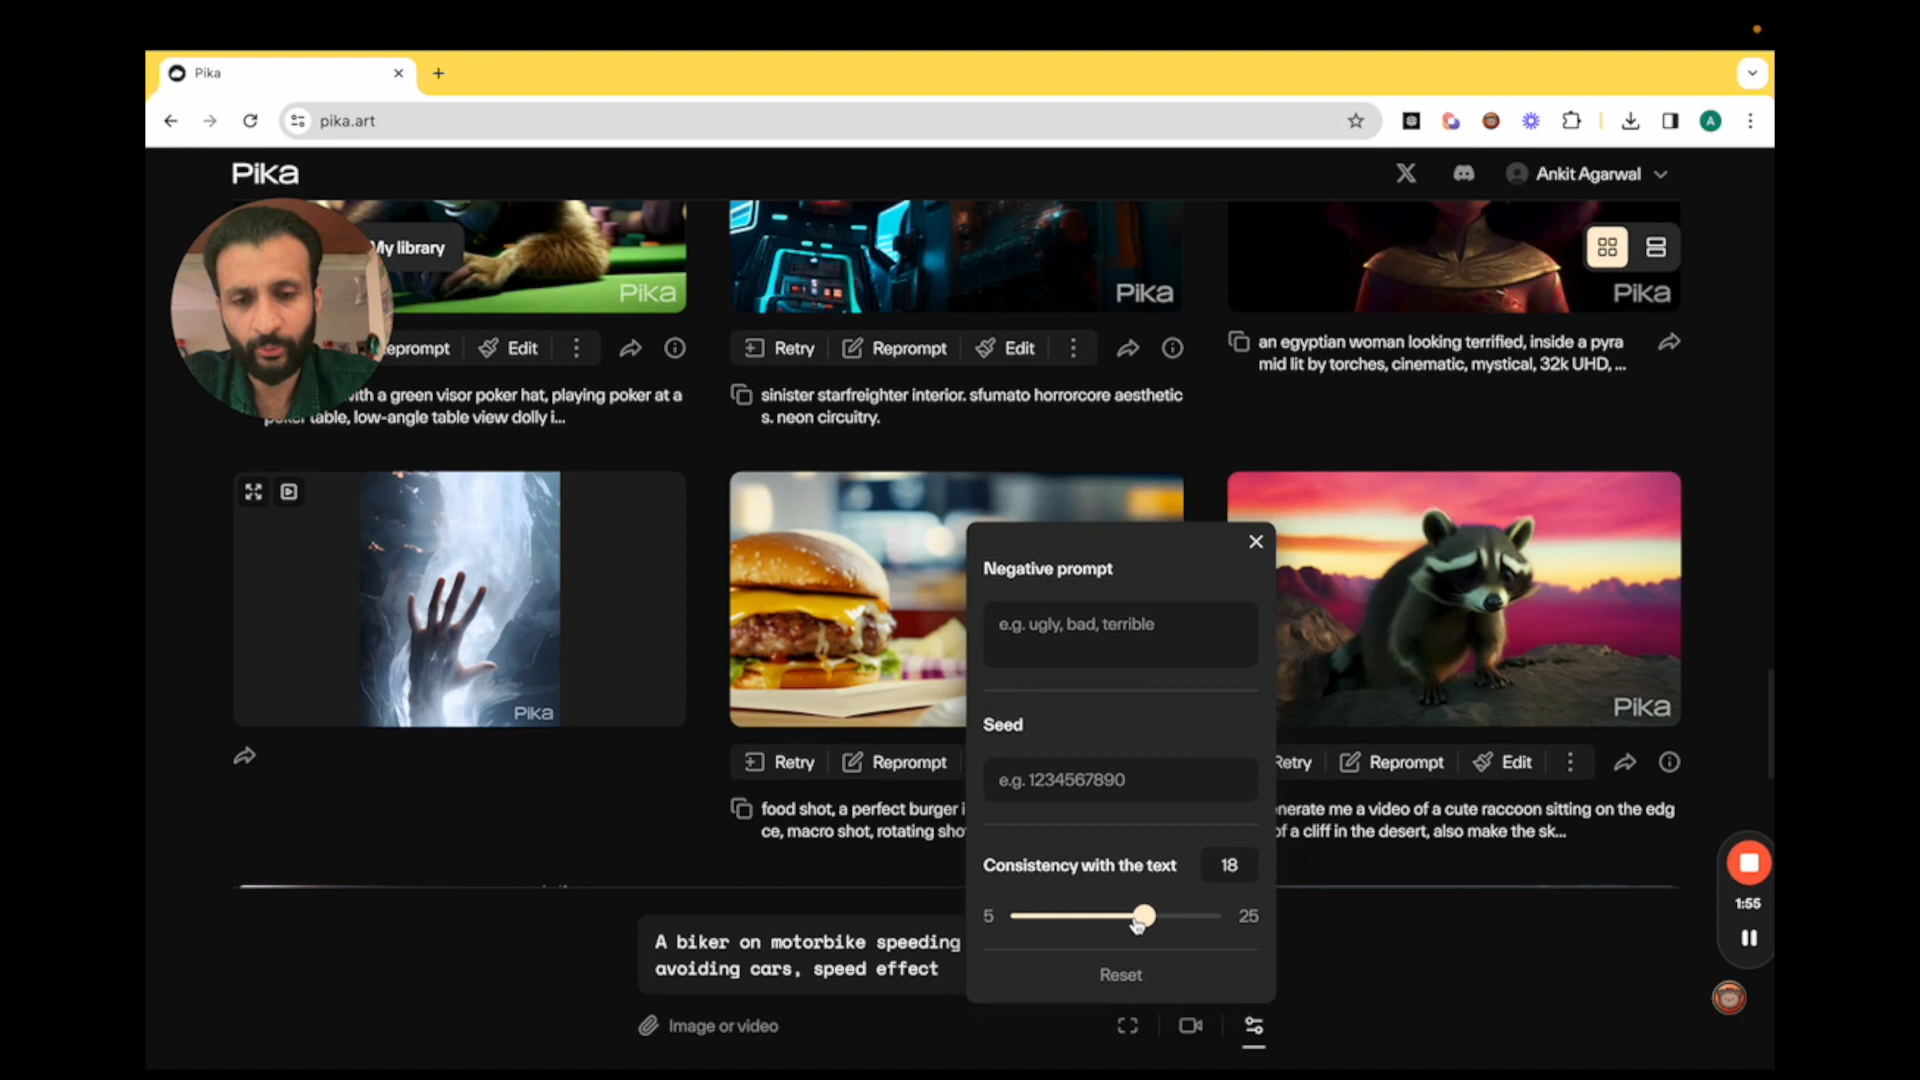 Pika
pika.art
A
Pika
Ankit Agarwal
My library
Pika
Pika
Pika
eprompt
Edit
Retry
Reprompt
Edit
an egyptian woman looking terrified, inside a pyra
mid lit by torches, cinematic, mystical, 32k UHD, ...
with a green visor poker hat, playing poker at a
poker table, low-angle table view dolly i...
sinister starfreighter interior. sfumato horrorcore aesthetic
s. neon circuitry.
Pika
Pika
Retry
Reprompt
food shot, a perfect burger i
ce, macro shot, rotating sho
Retry
Reprompt
Edit
nerate me a video of a cute raccoon sitting on the edg
of a cliff in the desert, also make the sk...
Negative prompt
e.g. ugly, bad, terrible
Seed
e.g. 1234567890
Consistency with the text
18
5
25
Reset
A biker on motorbike speeding
avoiding cars, speed effect
Image or video
1:55